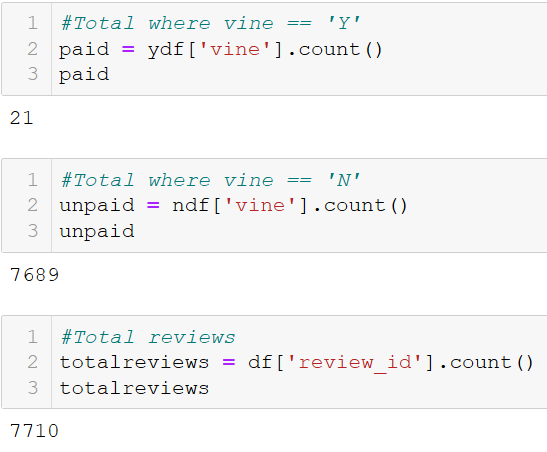 1 #Total where vine == 'Y'
2 paid = ydf['vine'].count()
3 paid
21
1 #Total where vine == 'N'
2 unpaid = ndf['vine'].count()
3 unpaid
7689
1 #Total reviews
2 totalreviews = df['review_id'].count()
3 totalreviews
7710